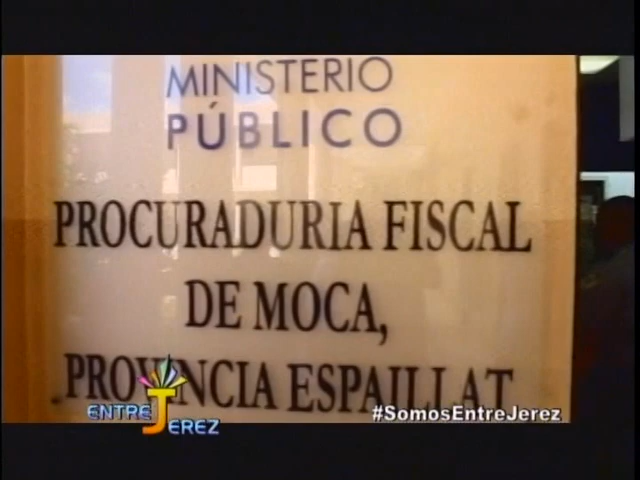 MINISTERIO
PÚBLICO
PROCURADURIA FISCAL
DE MOCA,
PROVINCIA ESPAILLAT
ENTRE
JEREZ
#SomosEntreJerez